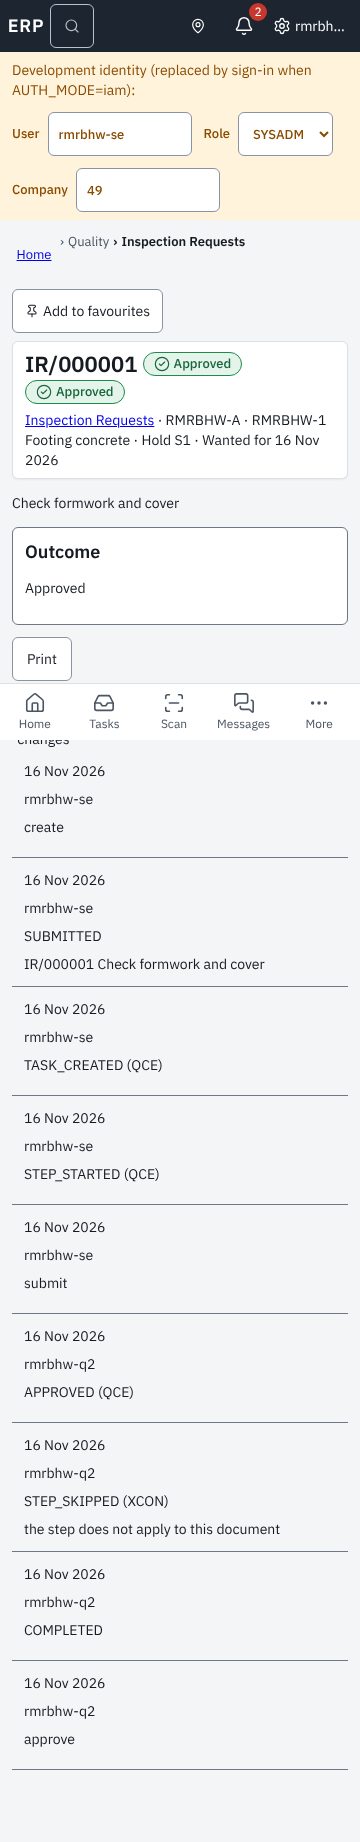 ERP
2
rmrbh...
Development identity (replaced by sign-in when
AUTH_MODE=iam):
User rmrbhw-se Role SYSADM
Company 49
Home › Quality › Inspection Requests
Add to favourites
IR/000001 Approved
Approved
Inspection Requests · RMRBHW-A · RMRBHW-1
Footing concrete · Hold S1 · Wanted for 16 Nov
2026
Check formwork and cover
Outcome
Approved
Print
Home Tasks Scan Messages More
changes
16 Nov 2026
rmrbhw-se
create
16 Nov 2026
rmrbhw-se
SUBMITTED
IR/000001 Check formwork and cover
16 Nov 2026
rmrbhw-se
TASK_CREATED (QCE)
16 Nov 2026
rmrbhw-se
STEP_STARTED (QCE)
16 Nov 2026
rmrbhw-se
submit
16 Nov 2026
rmrbhw-q2
APPROVED (QCE)
16 Nov 2026
rmrbhw-q2
STEP_SKIPPED (XCON)
the step does not apply to this document
16 Nov 2026
rmrbhw-q2
COMPLETED
16 Nov 2026
rmrbhw-q2
approve